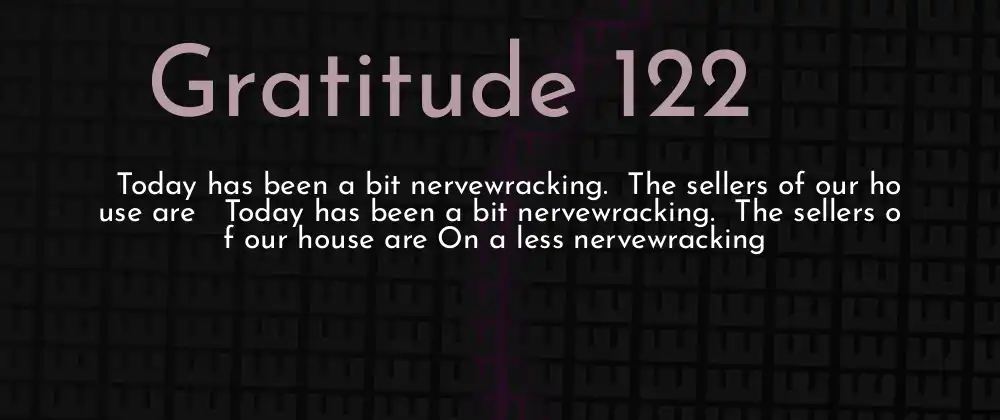 Gratitude 122
Today has been a bit nervewracking.  The sellers of our ho
use are   Today has been a bit nervewracking.  The sellers o
f our house are On a less nervewracking